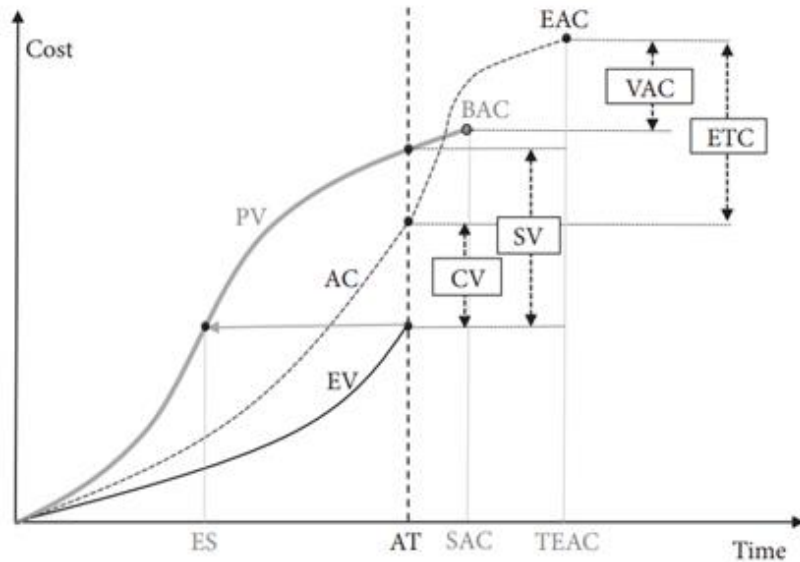 EAC
Cost
VAC
BAC
ETC
PV
SV
AC
CV
EV
ES
AT
SAC
TEAC
Time